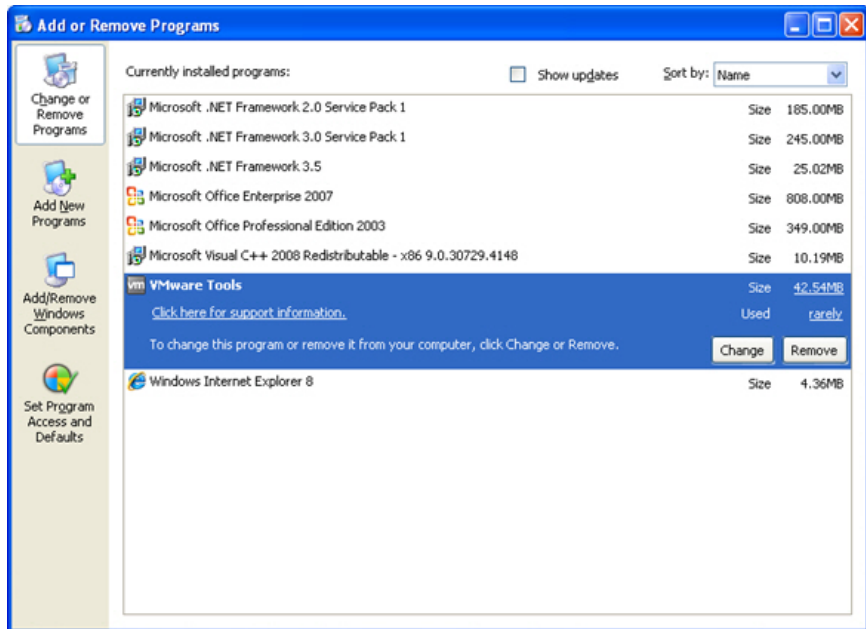 Add or Remove Programs
Change or
Remove
Programs
Add New
Programs
Add/Remove
Windows
Components
Set Program
Access and
Defaults
Currently installed programs:
Show updates
Sort by: Name
Microsoft .NET Framework 2.0 Service Pack 1 Size 185.00MB
Microsoft .NET Framework 3.0 Service Pack 1 Size 245.00MB
Microsoft .NET Framework 3.5 Size 25.02MB
Microsoft Office Enterprise 2007 Size 808.00MB
Microsoft Office Professional Edition 2003 Size 349.00MB
Microsoft Visual C++ 2008 Redistributable - x86 9.0.30729.4148 Size 10.19MB
vm VMware Tools Size 42.54MB
Click here for support information. Used rarely
To change this program or remove it from your computer, click Change or Remove. Change Remove
Windows Internet Explorer 8 Size 4.36MB